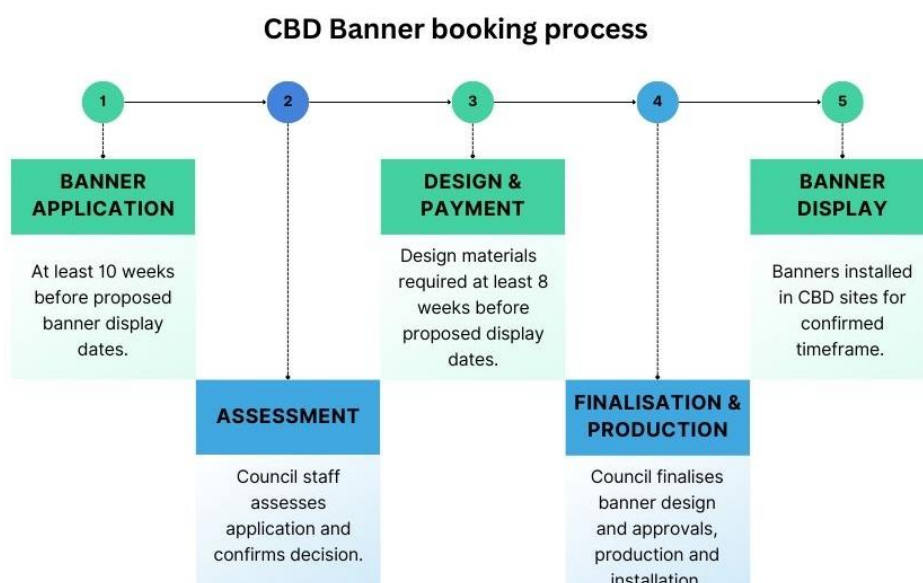 CBD Banner booking process
1
2
3
4
5
BANNER
APPLICATION
At least 10 weeks
before proposed
banner display
dates.
ASSESSMENT
Council staff
assesses
application and
confirms decision.
DESIGN &
PAYMENT
Design materials
required at least 8
weeks before
proposed display
dates.
FINALISATION &
PRODUCTION
Council finalises
banner design
and approvals,
production and
installation
BANNER
DISPLAY
Banners installed
in CBD sites for
confirmed
timeframe.